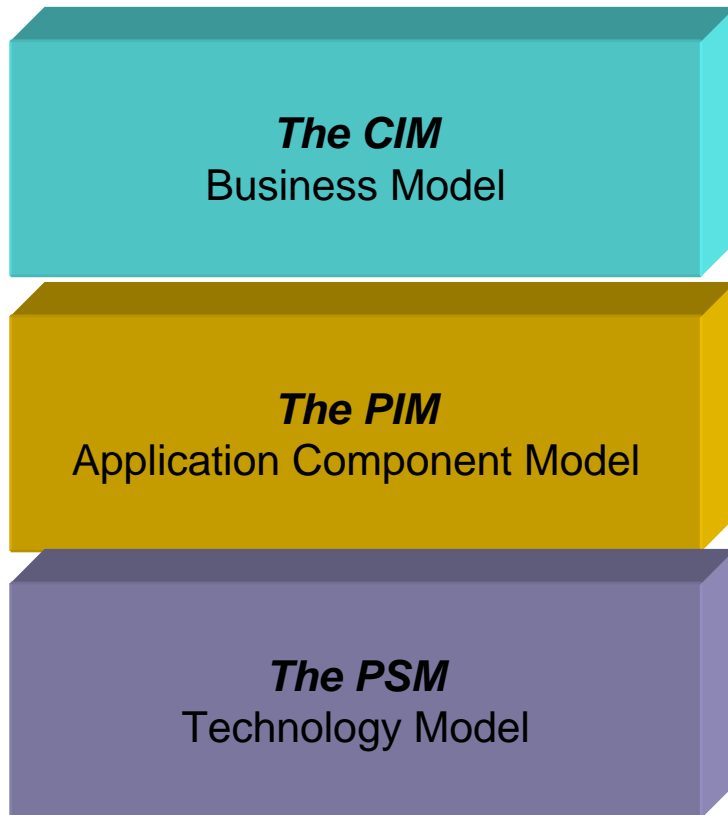 The CIM
Business Model
The PIM
Application Component Model
The PSM
Technology Model